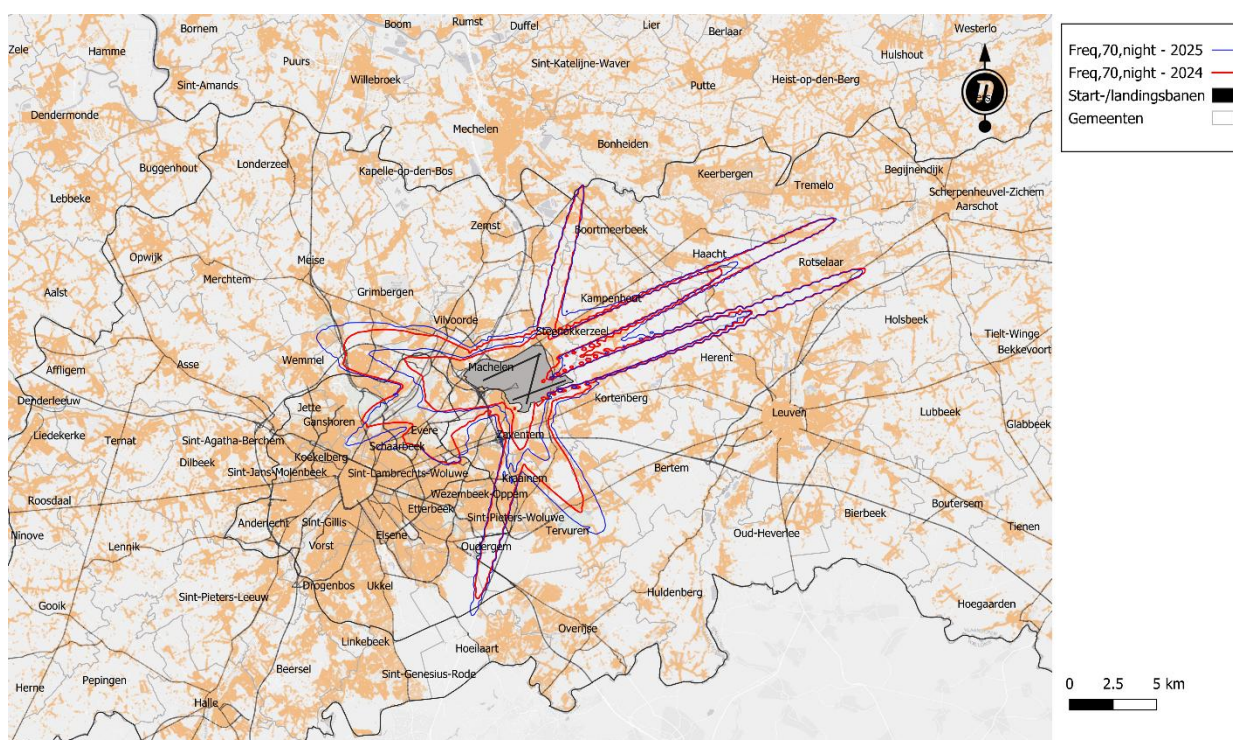 Bornem
Boom
Rumst
Duffel
Lier
Berlaar
Westerlo
Zele
Hamme
Puurs
Hulshout
Sint-Amands
Willebroek
Sint-Katelijne-Waver
Putte
Heist-op-den-Berg
Dendermonde
Mechelen
Bonheiden
Buggenhout
Londerzeel
Kapelle-op-den-Bos
Keerbergen
Tremelo
Begijnendijk
Scherpenheuvel-Zichem
Aarschot
Lebbeke
Zemst
Boortmeerbeek
Opwijk
Meise
Haacht
Rotselaar
Merchtem
Aalst
Grimbergen
Kampenhout
Vilvoorde
Steenokkerzeel
Holsbeek
Tielt-Winge
Bekkevoort
Asse
Wemmel
Machelen
Herent
Affligem
Denderleeuw
Jette
Ganshoren
Kortenberg
Leuven
Lubbeek
Glabbeek
Liedekerke
Ternat
Sint-Agatha-Berchem
Evere
Zaventem
Schaarbeek
Dilbeek
Koekelberg
Sint-Jans-Molenbeek
Sint-Lambrechts-Woluwe
Kraainem
Bertem
Roosdaal
Wezembeek-Oppem
Etterbeek
Sint-Pieters-Woluwe
Boutersem
Bierbeek
Anderlecht
Sint-Gillis
Elsene
Tervuren
Oud-Heverlee
Tienen
Ninove
Lennik
Vorst
Oudergem
Drogenbos
Ukkel
Sint-Pieters-Leeuw
Huldenberg
Gooik
Hoegaarden
Linkebeek
Overijse
Hoeilaart
Beersel
Sint-Genesius-Rode
Herne
Pepingen
Halle
Freq,70,night - 2025
Freq,70,night - 2024
Start-/landingsbanen
Gemeenten
0 2.5 5 km